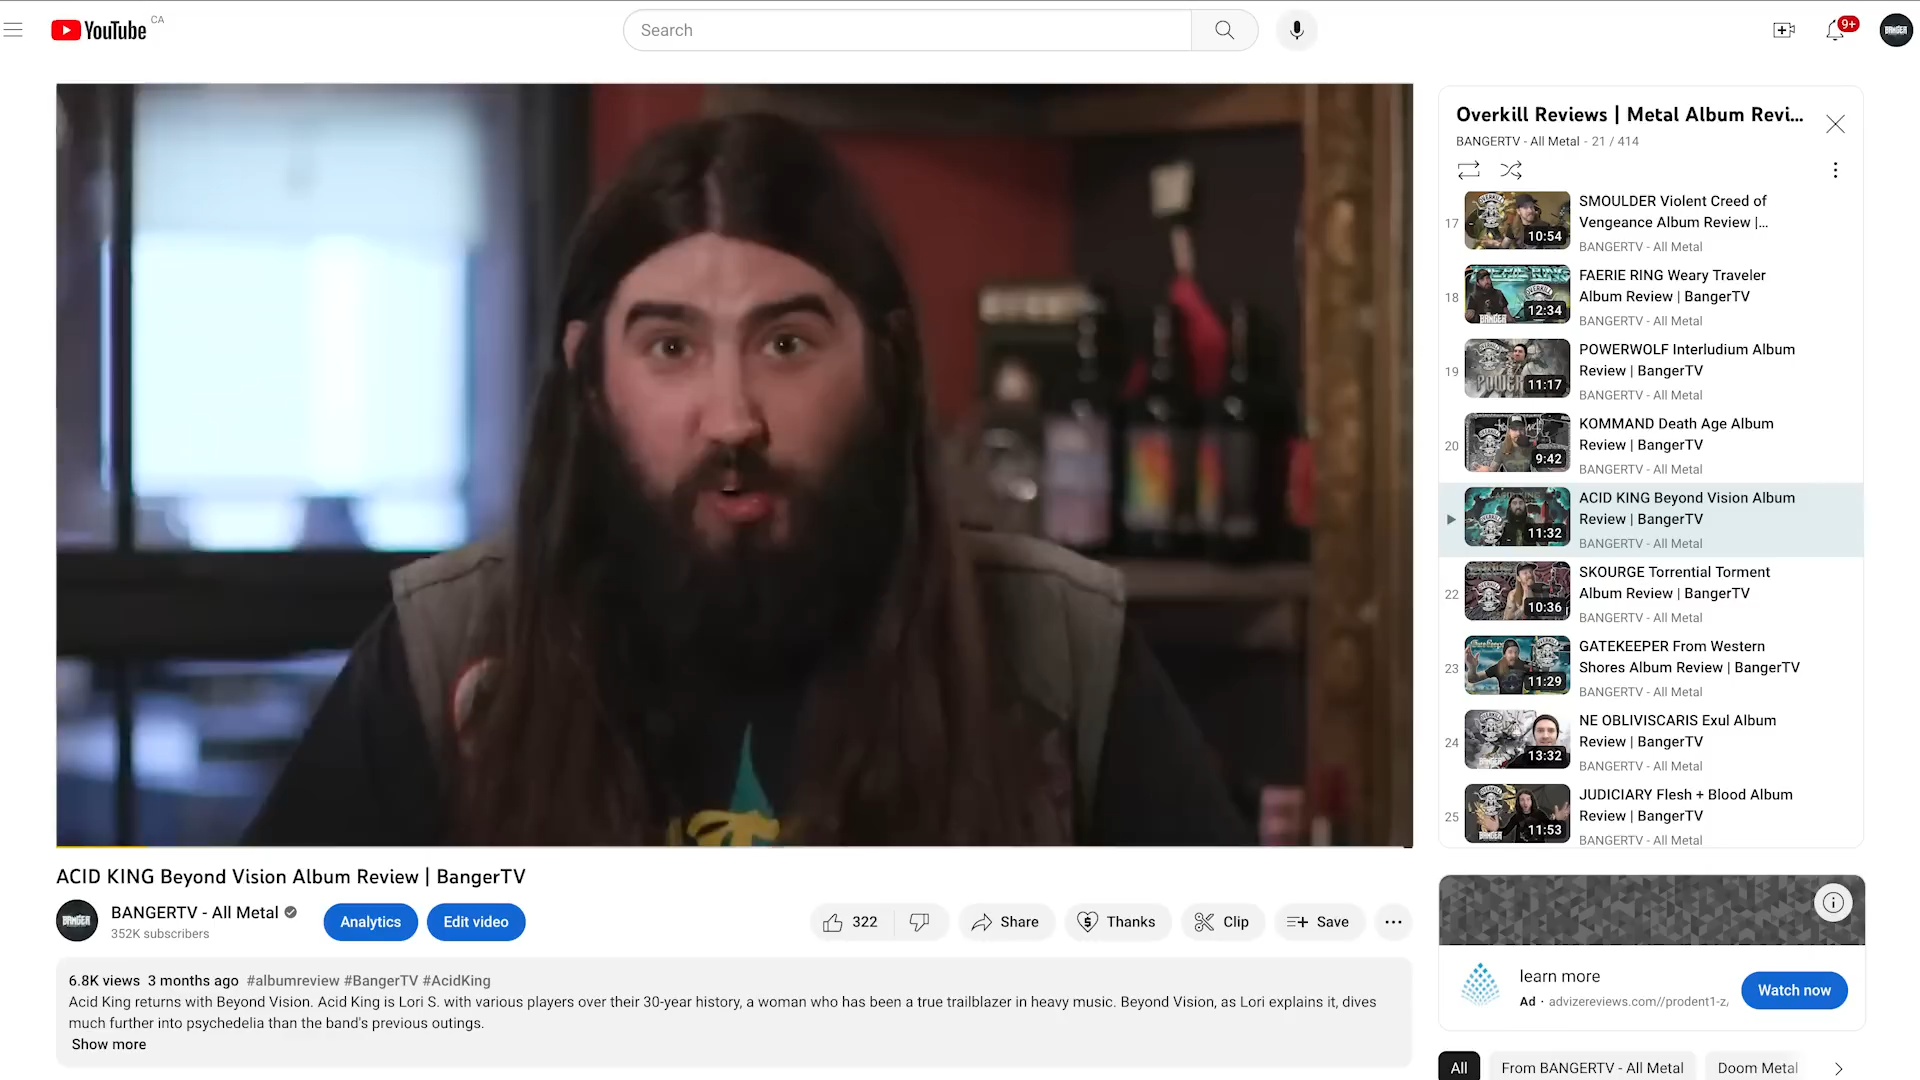 YouTube
CA
Search
9+
BANGER
Overkill Reviews | Metal Album Revi...
BANGERTV - All Metal - 21 / 414
17
10:54
SMOULDER Violent Creed of
Vengeance Album Review |...
BANGERTV - All Metal
18
12:34
FAERIE RING Weary Traveler
Album Review | BangerTV
BANGERTV - All Metal
19
11:17
POWERWOLF Interludium Album
Review | BangerTV
BANGERTV - All Metal
20
9:42
KOMMAND Death Age Album
Review | BangerTV
BANGERTV - All Metal
11:32
ACID KING Beyond Vision Album
Review | BangerTV
BANGERTV - All Metal
22
10:36
SKOURGE Torrential Torment
Album Review | BangerTV
BANGERTV - All Metal
23
11:29
GATEKEEPER From Western
Shores Album Review | BangerTV
BANGERTV - All Metal
24
13:32
NE OBLIVISCARIS Exul Album
Review | BangerTV
BANGERTV - All Metal
25
11:53
JUDICIARY Flesh + Blood Album
Review | BangerTV
BANGERTV - All Metal
ACID KING Beyond Vision Album Review | BangerTV
BANGER
BANGERTV - All Metal
352K subscribers
Analytics
Edit video
322
Share
Thanks
Clip
Save
6.8K views 3 months ago #albumreview #BangerTV #AcidKing
Acid King returns with Beyond Vision. Acid King is Lori S. with various players over their 30-year history, a woman who has been a true trailblazer in heavy music. Beyond Vision, as Lori explains it, dives
much further into psychedelia than the band's previous outings.
Show more
learn more
Ad · advizereviews.com//prodent1-z/
Watch now
All
From BANGERTV - All Metal
Doom Metal